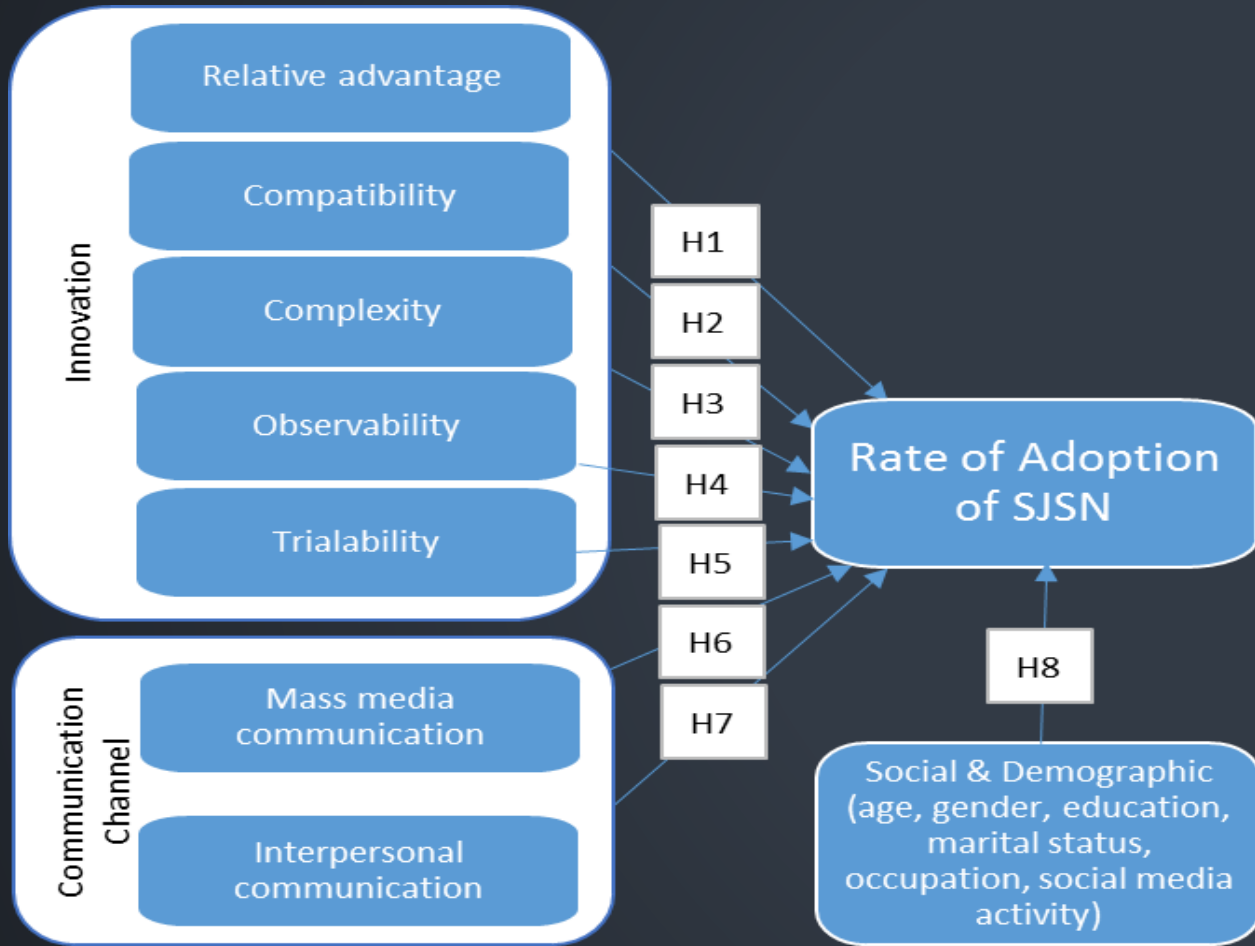 Innovation
Relative advantage
Compatibility
Complexity
Observability
Trialability
Communication
Channel
Mass media
communication
Interpersonal
communication
H1
H2
H3
H4
H5
H6
H7
Rate of Adoption
of SJSN
H8
Social & Demographic
(age, gender, education,
marital status,
occupation, social media
activity)